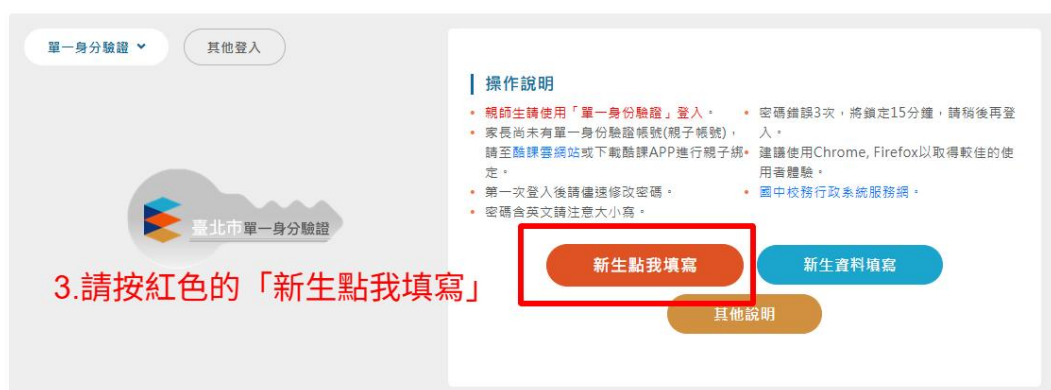 單一身分驗證
其他登入
臺北市單一身分驗證
3.請按紅色的「新生點我填寫」
操作說明
親師生請使用「單一身份驗證」登入。
家長尚未有單一身份驗證帳號(親子帳號)，
請至酷課雲網站或下載酷課APP進行親子綁
定。
第一次登入後請儘速修改密碼。
密碼含英文請注意大小寫。
密碼錯誤3次，將鎖定15分鐘，請稍後再登
入。
建議使用Chrome, Firefox以取得較佳的使
用者體驗。
國中校務行政系統服務網。
新生點我填寫
新生資料填寫
其他說明